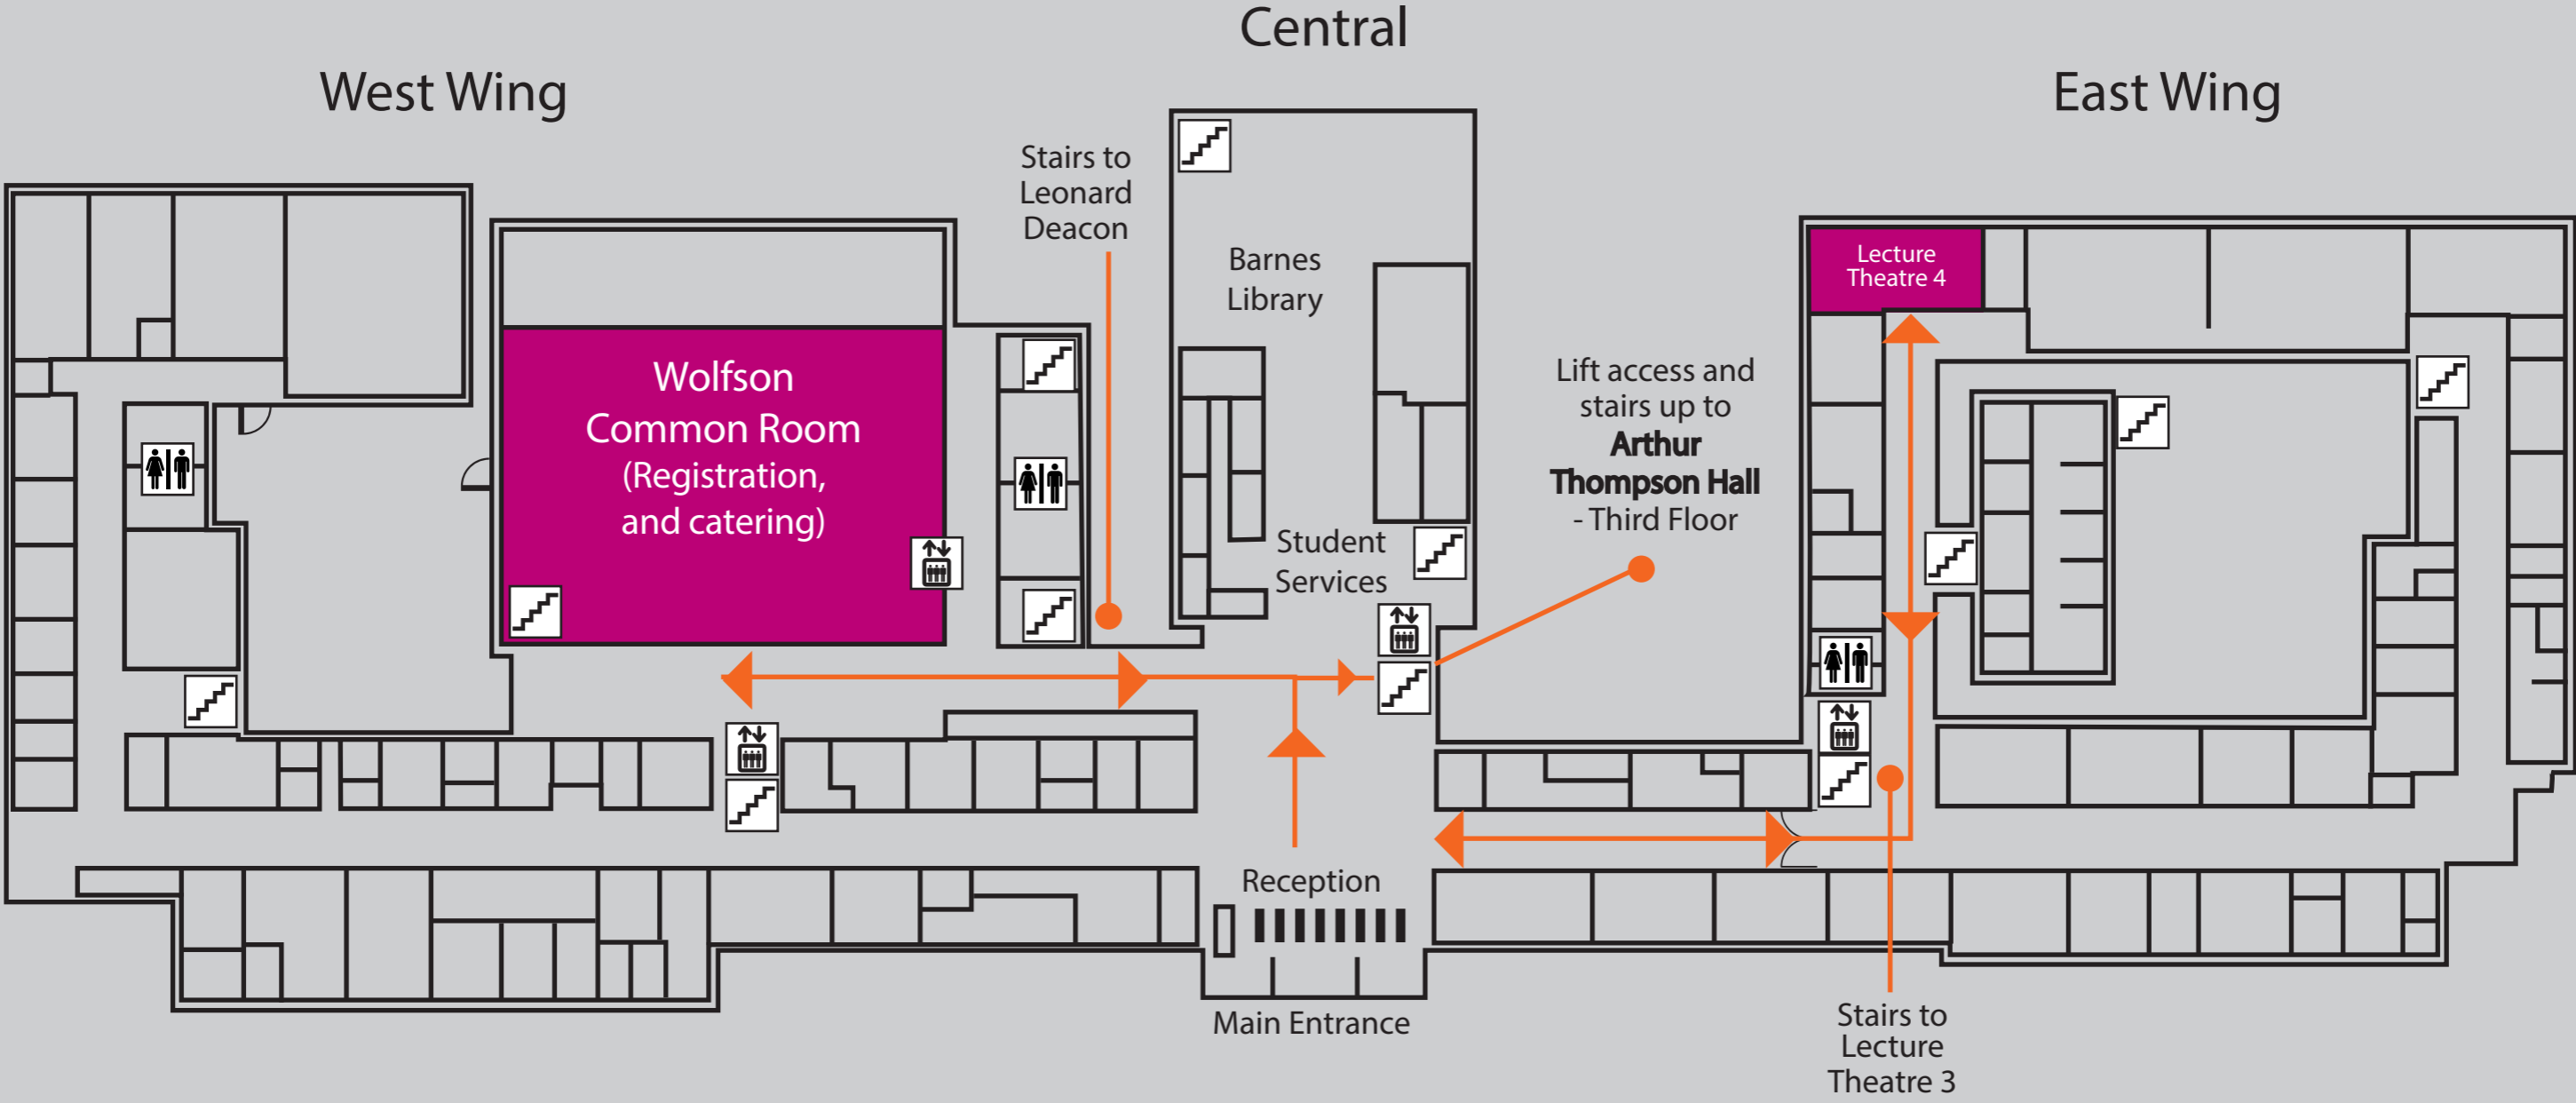 Central
West Wing
East Wing
Stairs to
Leonard
Deacon
Barnes
Library
Lecture
Theatre 4
Wolfson
Common Room
(Registration,
and catering)
Lift access and
stairs up to
Arthur
Thompson Hall
- Third Floor
Student
Services
Reception
Main Entrance
Stairs to
Lecture
Theatre 3